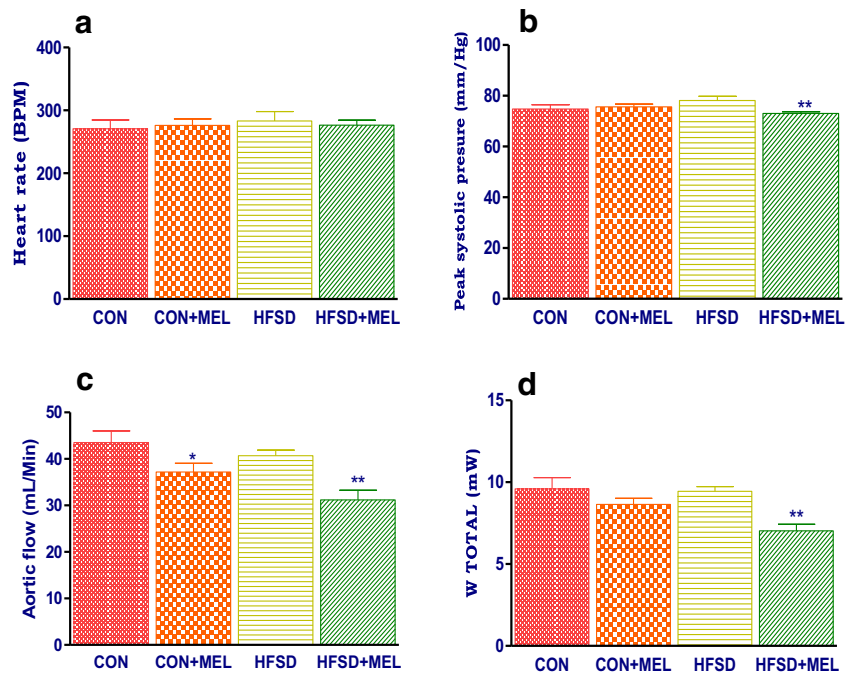 a
Heart rate (BPM)
400
300
200
100
0
CON CON+MEL HFSD HFSD+MEL
b
Peak systolic presure (mm/Hg)
100
80
60
40
20
0
**
CON CON+MEL HFSD HFSD+MEL
c
Aortic flow (mL/Min)
50
40
30
20
10
0
*
**
CON CON+MEL HFSD HFSD+MEL
d
W TOTAL (mW)
15
10
5
0
**
CON CON+MEL HFSD HFSD+MEL